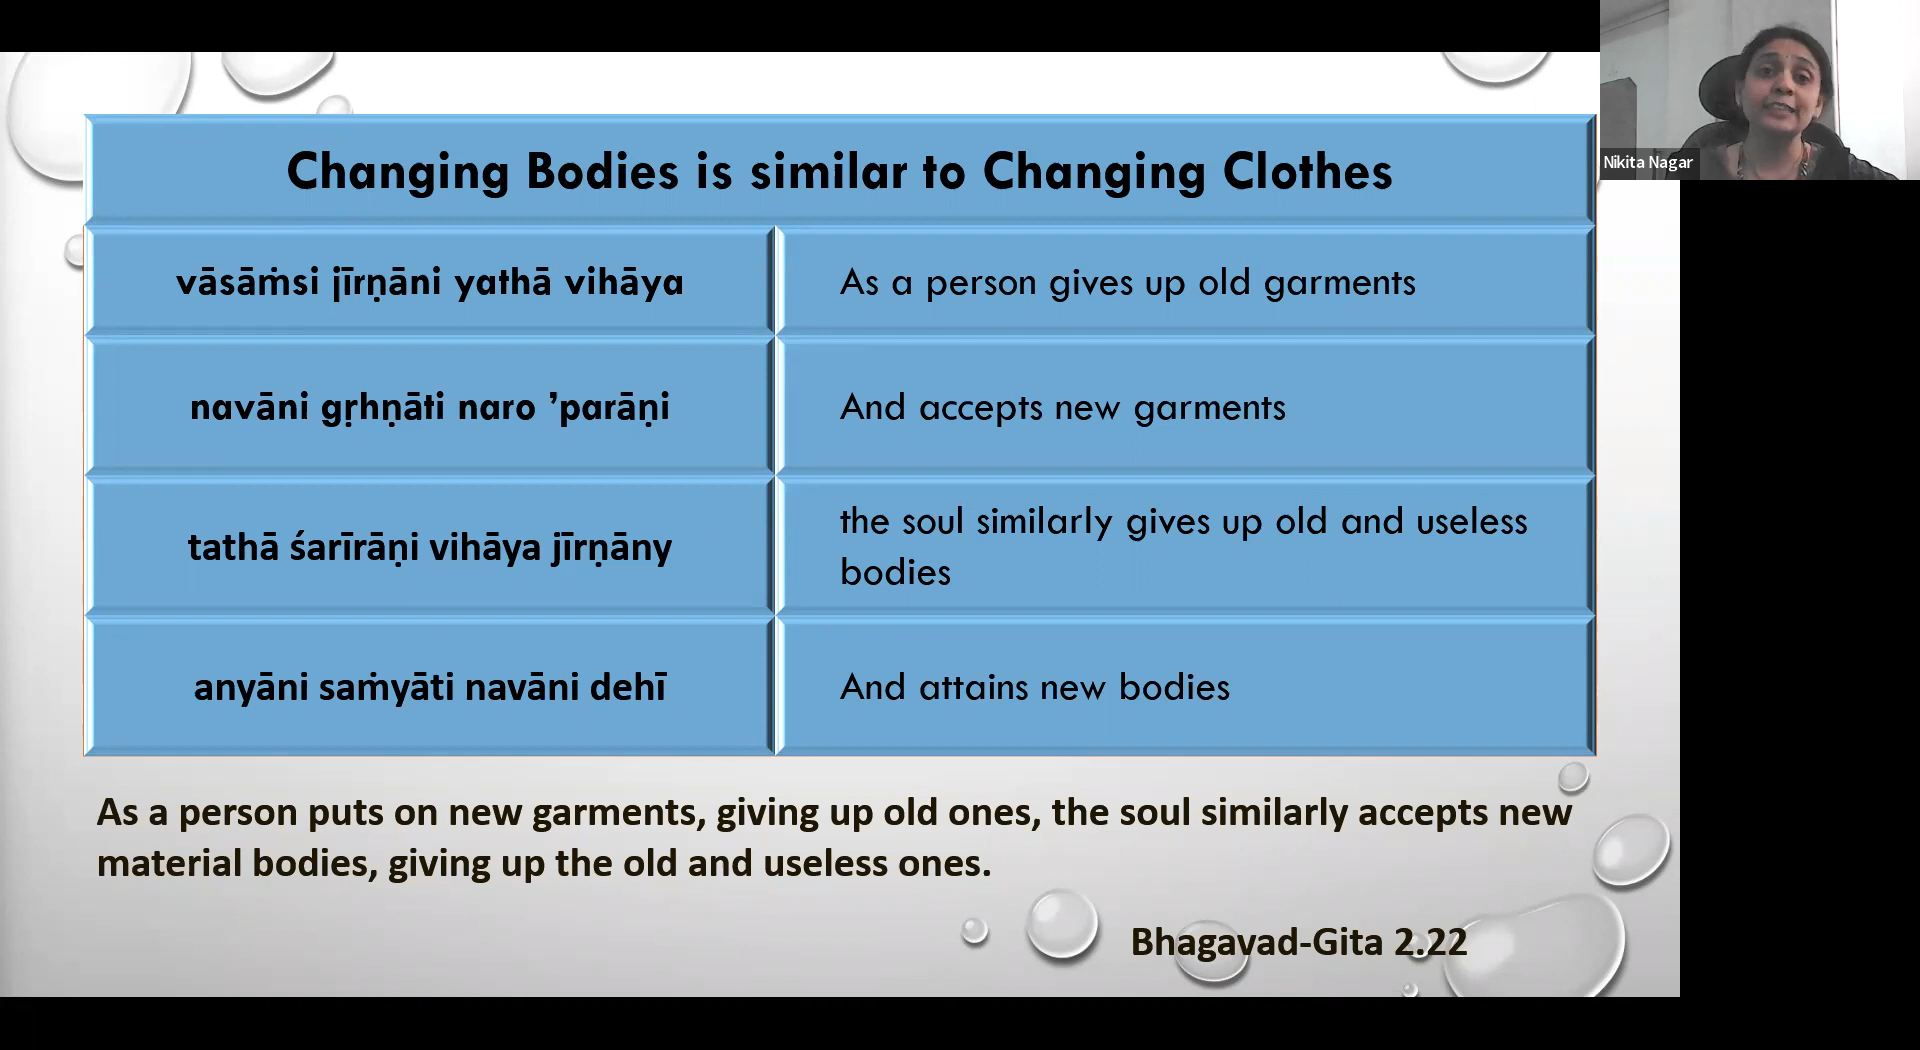 Changing Bodies is similar to Changing Clothes
vāsāṁsi jīrṇāni yathā vihāya
As a person gives up old garments
navāni gṛhṇāti naro ’parāṇi
And accepts new garments
tathā śarīrāṇi vihāya jīrṇāny
the soul similarly gives up old and useless
bodies
anyāni saṁyāti navāni dehī
And attains new bodies
As a person puts on new garments, giving up old ones, the soul similarly accepts new
material bodies, giving up the old and useless ones.
Bhagavad-Gita 2.22
Nikita Nagar